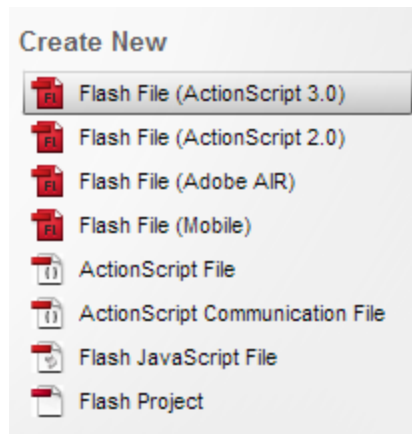 Create New
Flash File (ActionScript 3.0)
Flash File (ActionScript 2.0)
Flash File (Adobe AIR)
Flash File (Mobile)
ActionScript File
ActionScript Communication File
Flash JavaScript File
Flash Project